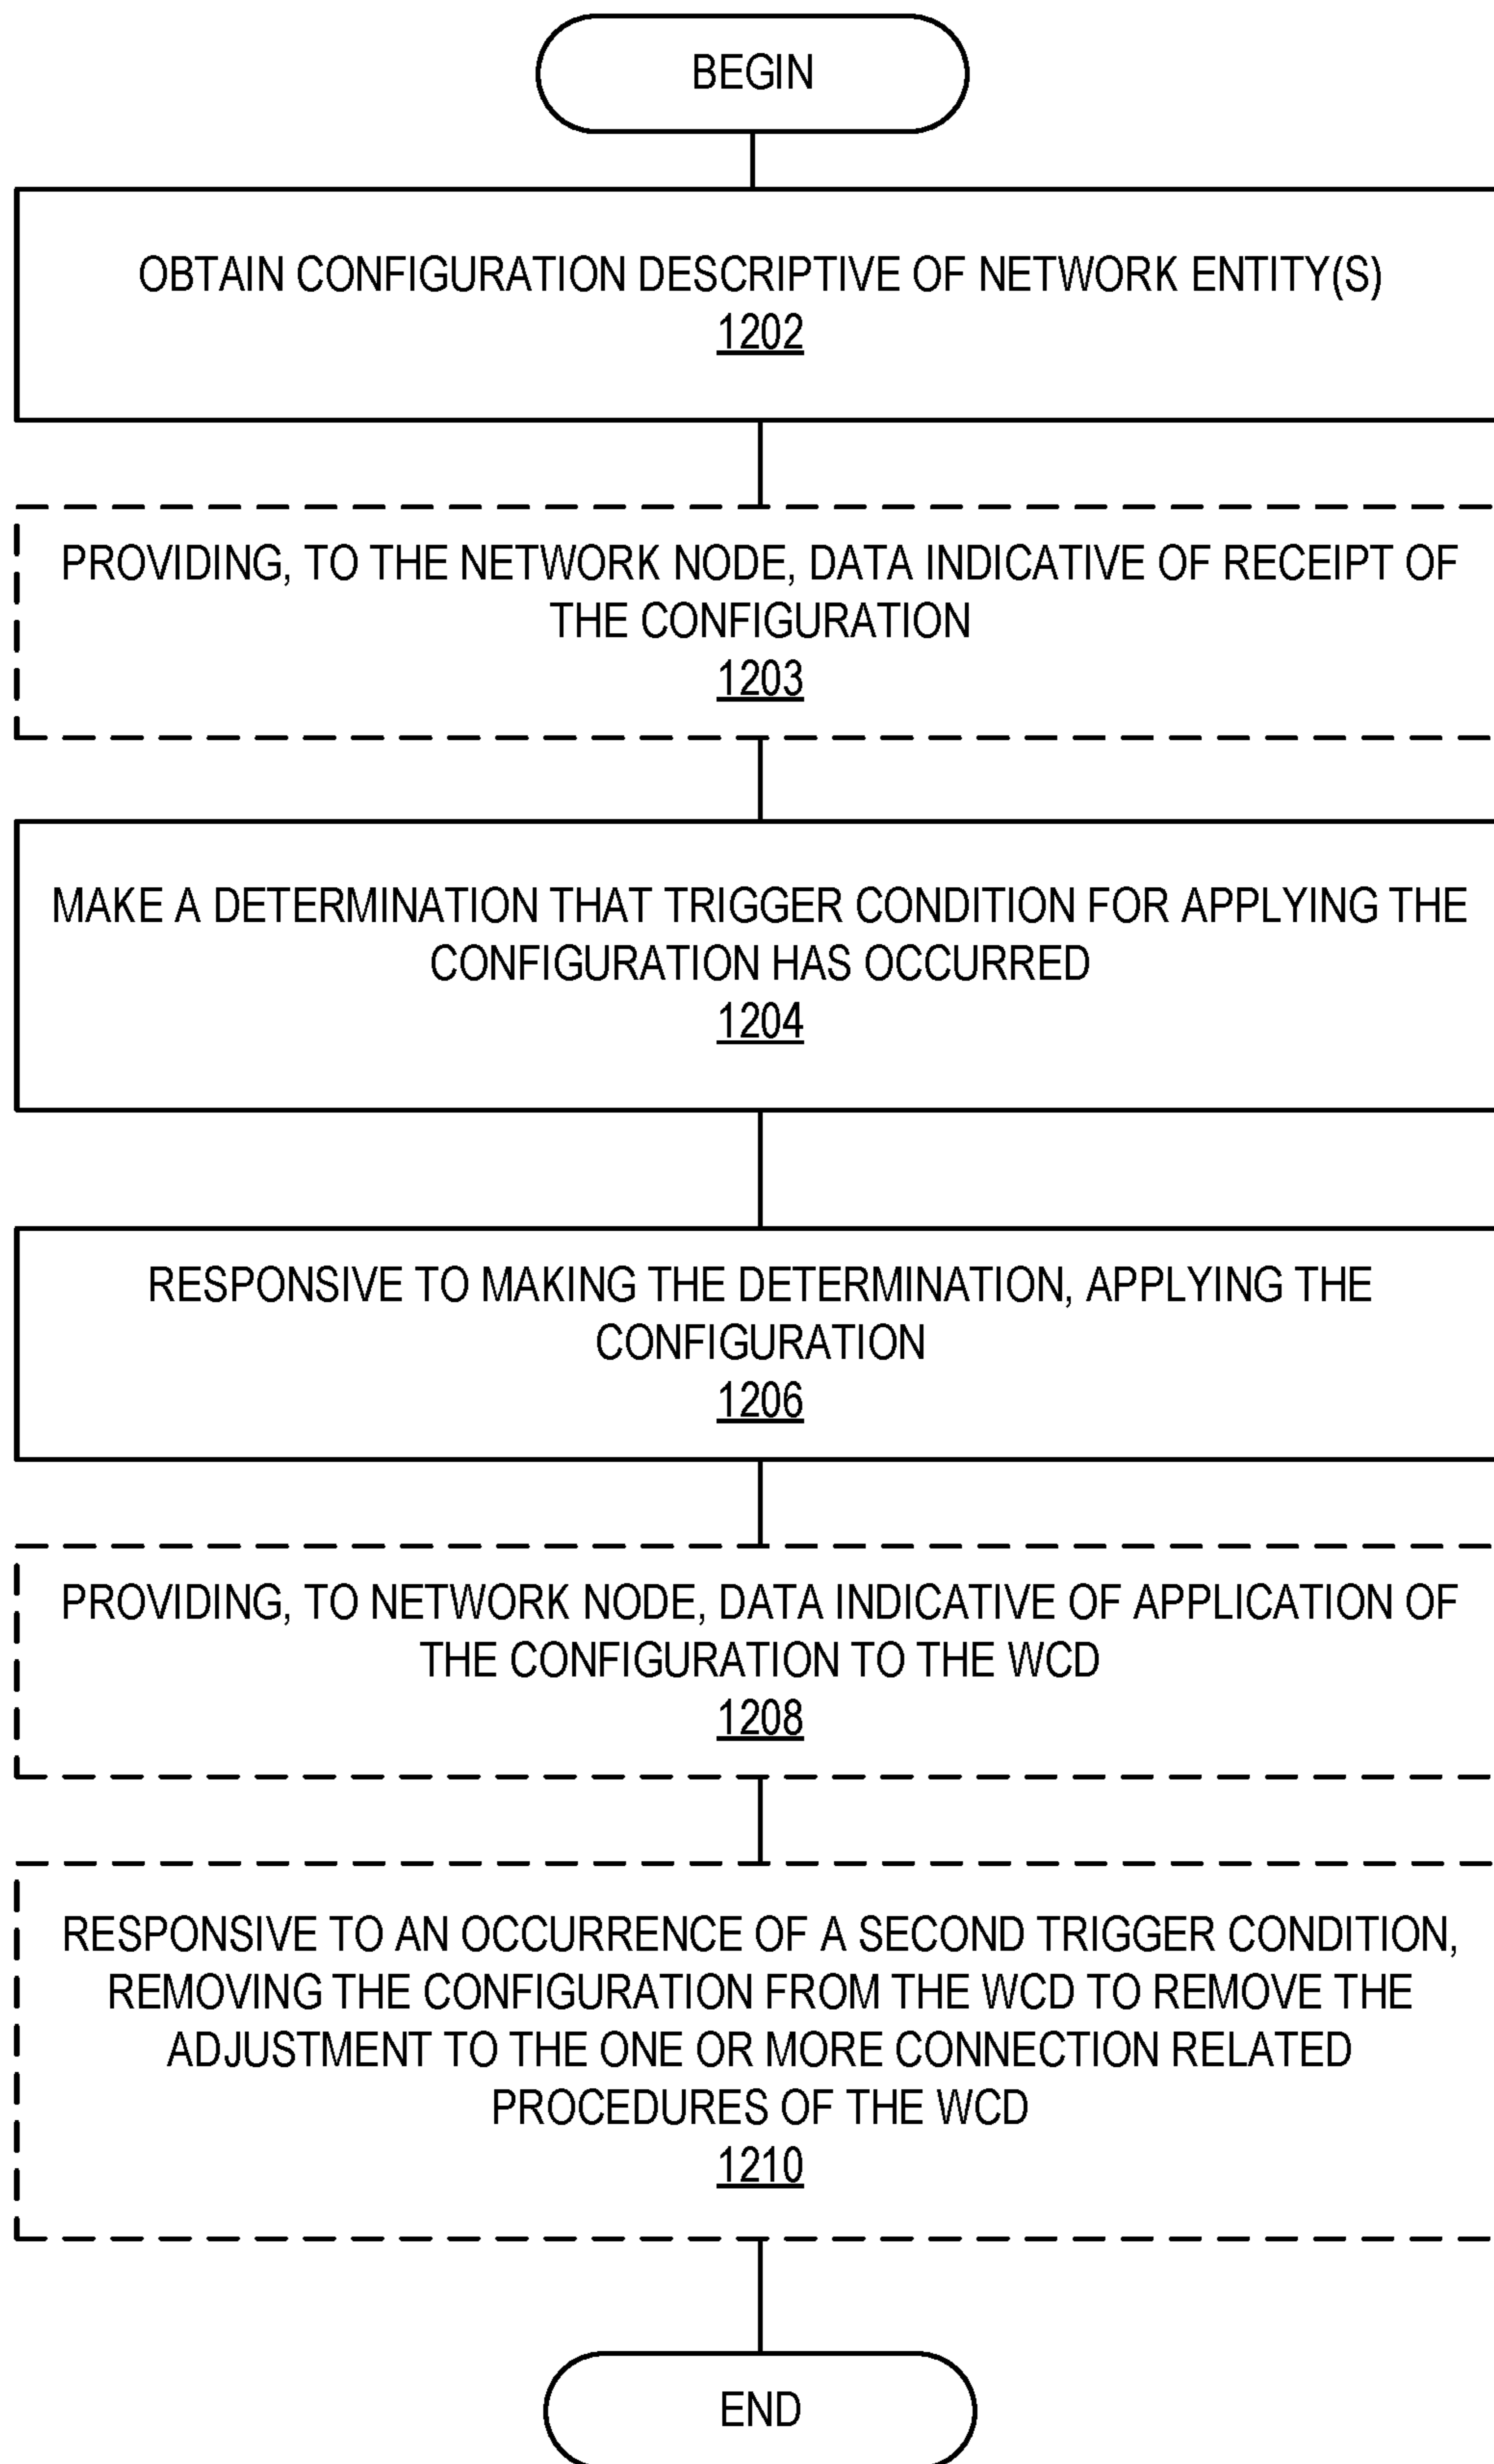 BEGIN
OBTAIN CONFIGURATION DESCRIPTIVE OF NETWORK ENTITY(S)
1202
PROVIDING, TO THE NETWORK NODE, DATA INDICATIVE OF RECEIPT OF
THE CONFIGURATION
1203
MAKE A DETERMINATION THAT TRIGGER CONDITION FOR APPLYING THE
CONFIGURATION HAS OCCURRED
1204
RESPONSIVE TO MAKING THE DETERMINATION, APPLYING THE
CONFIGURATION
1206
PROVIDING, TO NETWORK NODE, DATA INDICATIVE OF APPLICATION OF
THE CONFIGURATION TO THE WCD
1208
RESPONSIVE TO AN OCCURRENCE OF A SECOND TRIGGER CONDITION,
REMOVING THE CONFIGURATION FROM THE WCD TO REMOVE THE
ADJUSTMENT TO THE ONE OR MORE CONNECTION RELATED
PROCEDURES OF THE WCD
1210
END